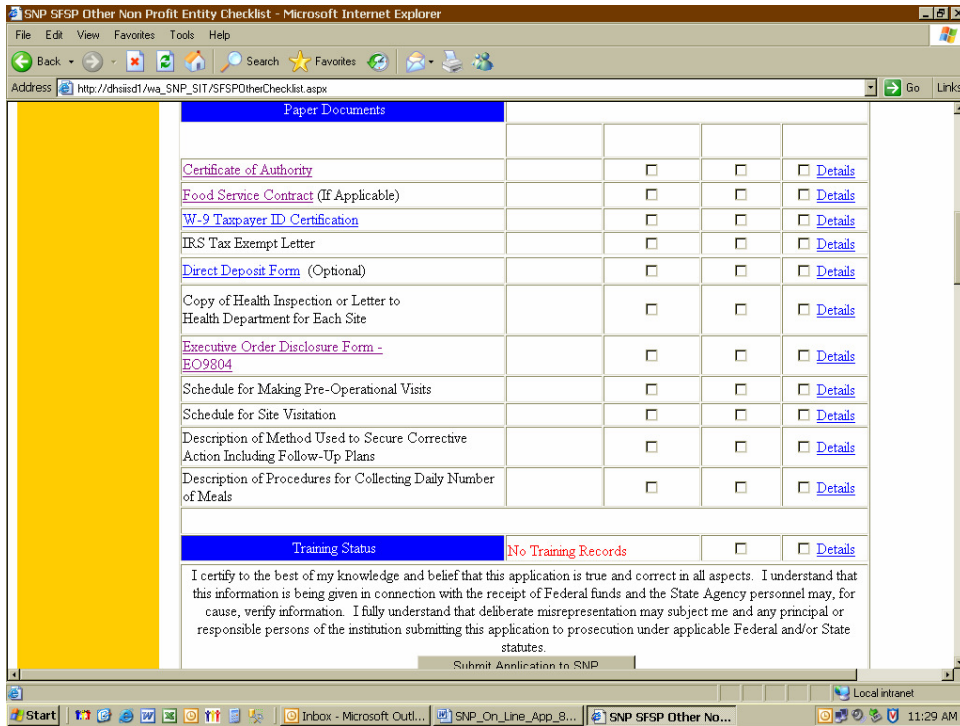 SNP SFSP Other Non Profit Entity Checklist - Microsoft Internet Explorer
File Edit View Favorites Tools Help
Back Search Favorites
Address http://dhsiisd1/wa_SNP_SIT/SFSPOtherChecklist.aspx Go Links
Paper Documents
Certificate of Authority Details
Food Service Contract (If Applicable) Details
W-9 Taxpayer ID Certification Details
IRS Tax Exempt Letter Details
Direct Deposit Form (Optional) Details
Copy of Health Inspection or Letter to
Health Department for Each Site Details
Executive Order Disclosure Form -
EO9804 Details
Schedule for Making Pre-Operational Visits Details
Schedule for Site Visitation Details
Description of Method Used to Secure Corrective
Action Including Follow-Up Plans Details
Description of Procedures for Collecting Daily Number
of Meals Details
Training Status No Training Records Details
I certify to the best of my knowledge and belief that this application is true and correct in all aspects. I understand that
this information is being given in connection with the receipt of Federal funds and the State Agency personnel may, for
cause, verify information. I fully understand that deliberate misrepresentation may subject me and any principal or
responsible persons of the institution submitting this application to prosecution under applicable Federal and/or State
statutes.
Submit Application to SNP
Local intranet
Start Inbox - Microsoft Outl... SNP_On_Line_App_8... SNP SFSP Other No... 11:29 AM